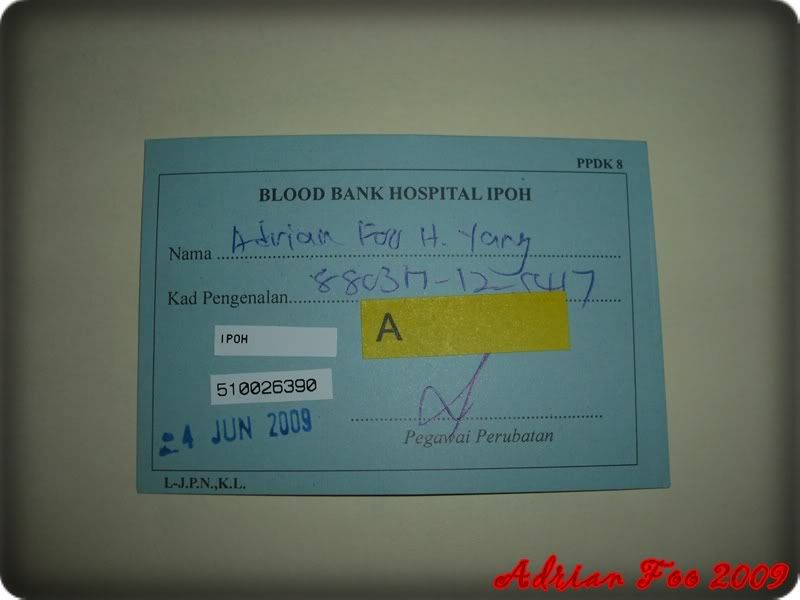 PPDK 8
BLOOD BANK HOSPITAL IPOH
Nama Adrian Foo H. Yang
Kad Pengenalan
IPOH
A
510026390
4 JUN 2009
Pegawai Perubatan
L-J.P.N.,K.L.
Adrian Foo 2009